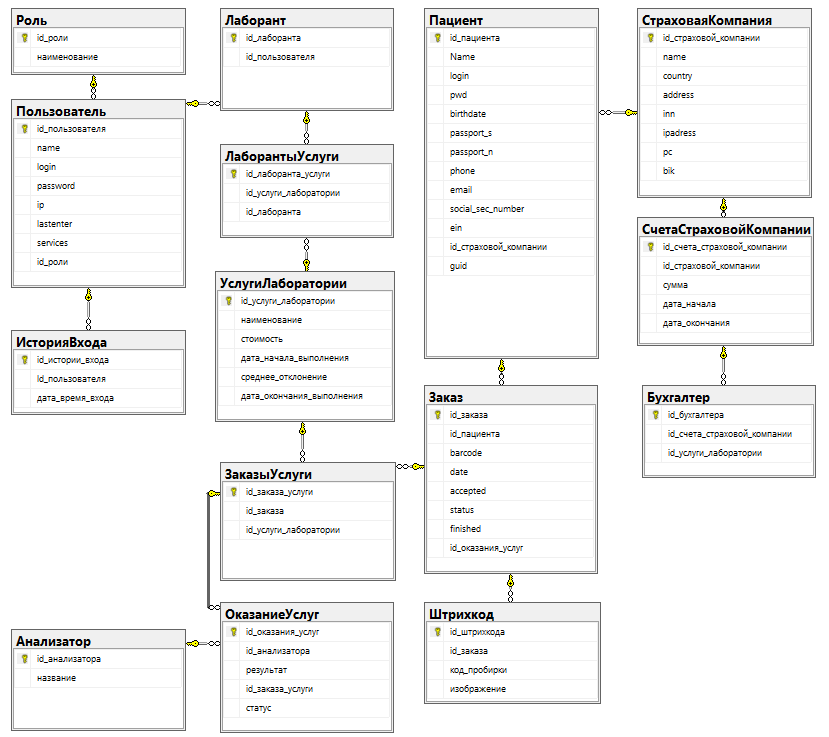 Роль
id_роли
наименование
Пользователь
id_пользователя
name
login
password
ip
lastenter
services
id_роли
ИсторияВхода
id_истории_входа
id_пользователя
дата_время_входа
Анализатор
id_анализатора
название
Лаборант
id_лаборанта
id_пользователя
ЛаборантыУслуги
id_лаборанта_услуги
id_услуги_лаборатории
id_лаборанта
УслугиЛаборатории
id_услуги_лаборатории
наименование
стоимость
дата_начала_выполнения
среднее_отклонение
дата_окончания_выполнения
ЗаказыУслуги
id_заказа_услуги
id_заказа
id_услуги_лаборатории
ОказаниеУслуг
id_оказания_услуг
id_анализатора
результат
id_заказа_услуги
статус
Пациент
id_пациента
Name
login
pwd
birthdate
passport_s
passport_n
phone
email
social_sec_number
ein
id_страховой_компании
guid
Заказ
id_заказа
id_пациента
barcode
date
accepted
status
finished
id_оказания_услуг
Штрихкод
id_штрихкода
id_заказа
код_пробирки
изображение
СтраховаяКомпания
id_страховой_компании
name
country
address
inn
ipadress
pc
bik
СчетаСтраховойКомпании
id_счета_страховой_компании
id_страховой_компании
сумма
дата_начала
дата_окончания
Бухгалтер
id_бухгалтера
id_счета_страховой_компании
id_услуги_лаборатории